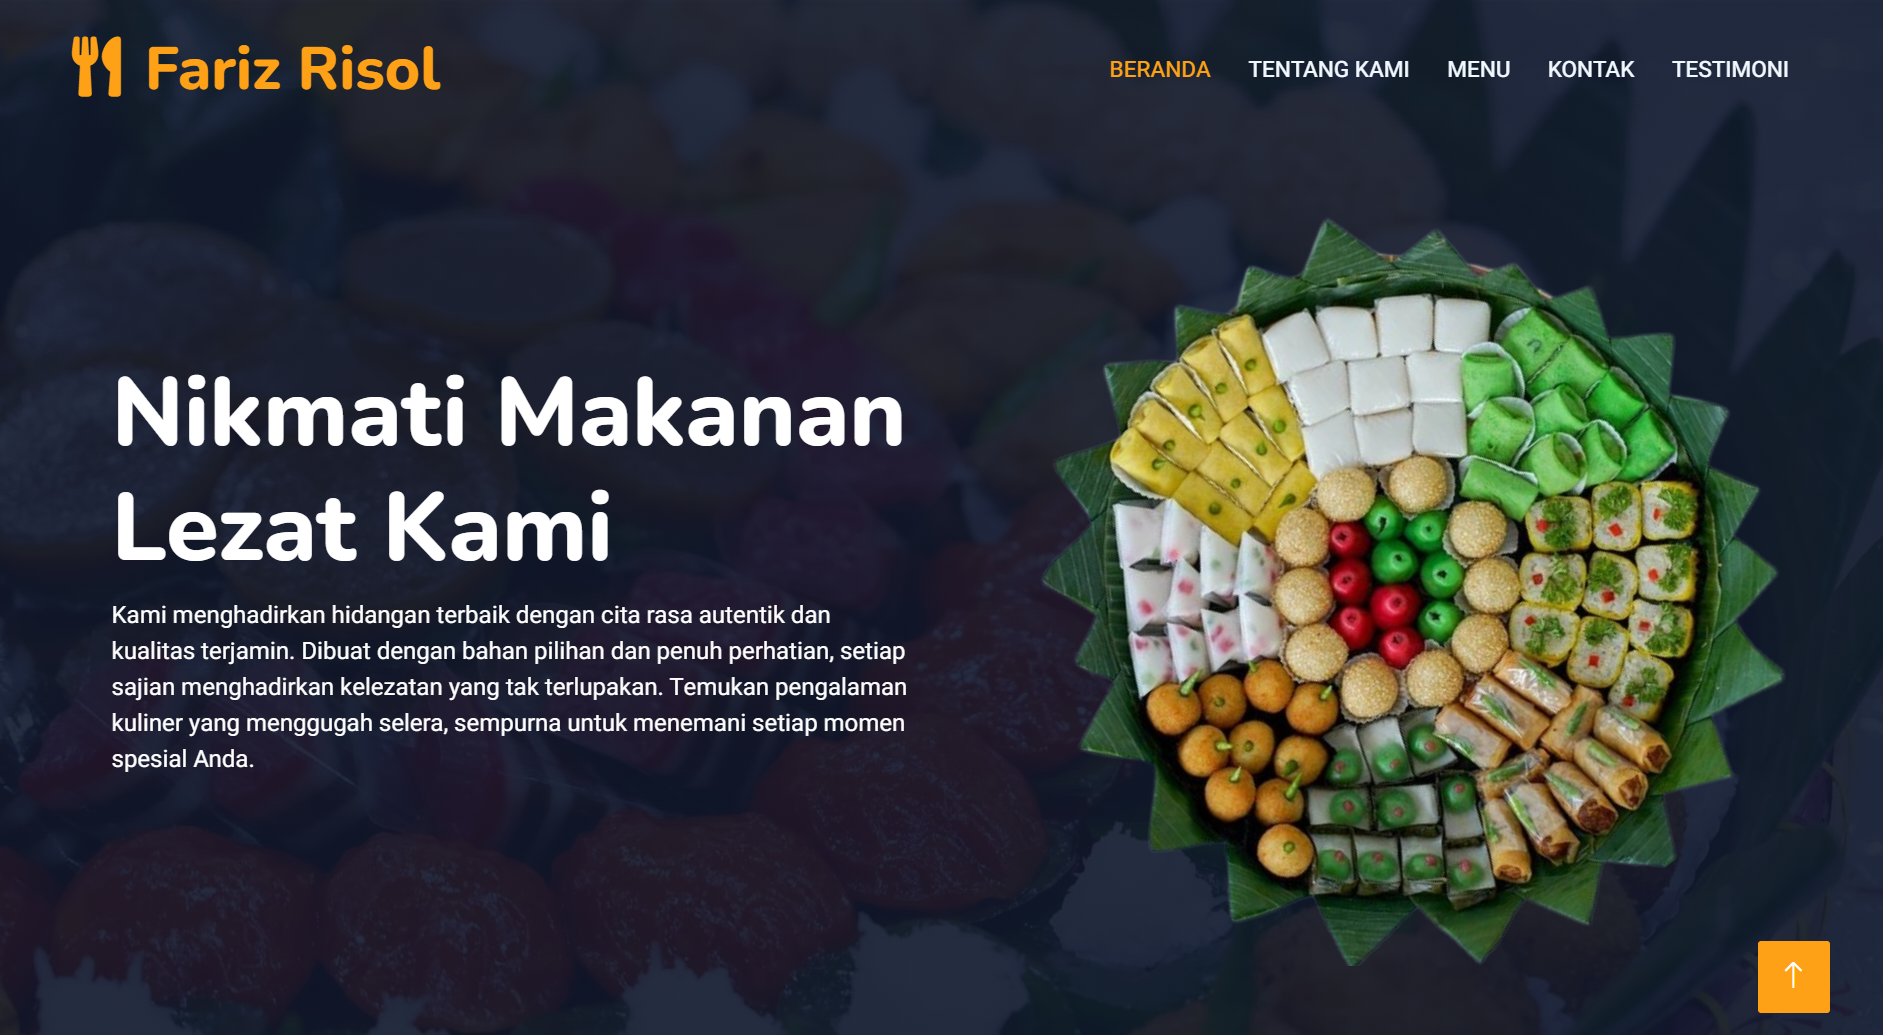 Fariz Risol
BERANDA TENTANG KAMI MENU KONTAK TESTIMONI
Nikmati Makanan
Lezat Kami
Kami menghadirkan hidangan terbaik dengan cita rasa autentik dan
kualitas terjamin. Dibuat dengan bahan pilihan dan penuh perhatian, setiap
sajian menghadirkan kelezatan yang tak terlupakan. Temukan pengalaman
kuliner yang menggugah selera, sempurna untuk menemani setiap momen
spesial Anda.